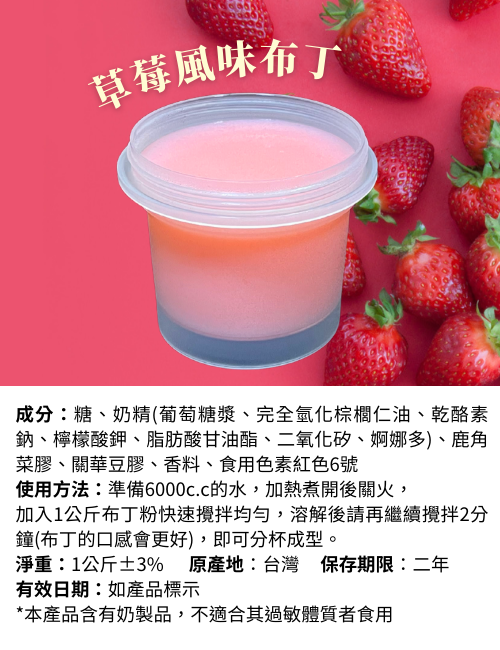 草莓風味布丁
成分：糖、奶精(葡萄糖漿、完全氫化棕櫚仁油、乾酪素
鈉、檸檬酸鉀、脂肪酸甘油酯、二氧化矽、婀娜多)、鹿角
菜膠、關華豆膠、香料、食用色素紅色6號
使用方法：準備6000c.c的水，加熱煮開後關火，
加入1公斤布丁粉快速攪拌均勻，溶解後請再繼續攪拌2分
鐘(布丁的口感會更好)，即可分杯成型。
淨重：1公斤±3% 原產地：台灣 保存期限：二年
有效日期：如產品標示
*本產品含有奶製品，不適合其過敏體質者食用